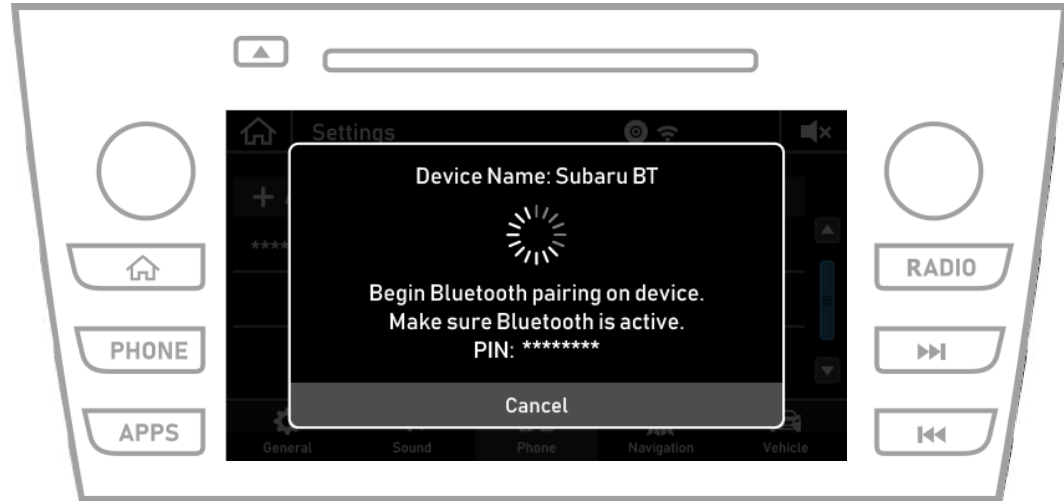 Settings
Device Name: Subaru BT
****
Begin Bluetooth pairing on device.
Make sure Bluetooth is active.
PIN: ********
Cancel
General Sound Phone Navigation Vehicle
RADIO
PHONE
APPS